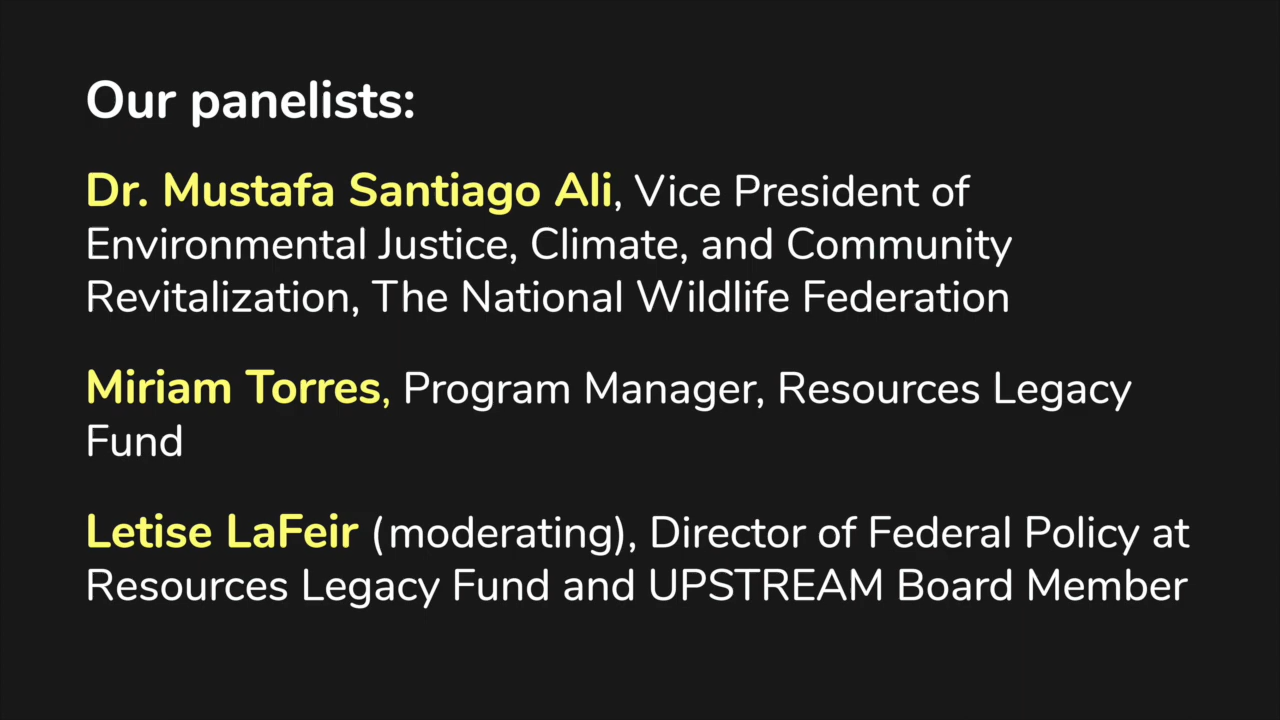 Our panelists:
Dr. Mustafa Santiago Ali, Vice President of
Environmental Justice, Climate, and Community
Revitalization, The National Wildlife Federation
Miriam Torres, Program Manager, Resources Legacy
Fund
Letise LaFeir (moderating), Director of Federal Policy at
Resources Legacy Fund and UPSTREAM Board Member